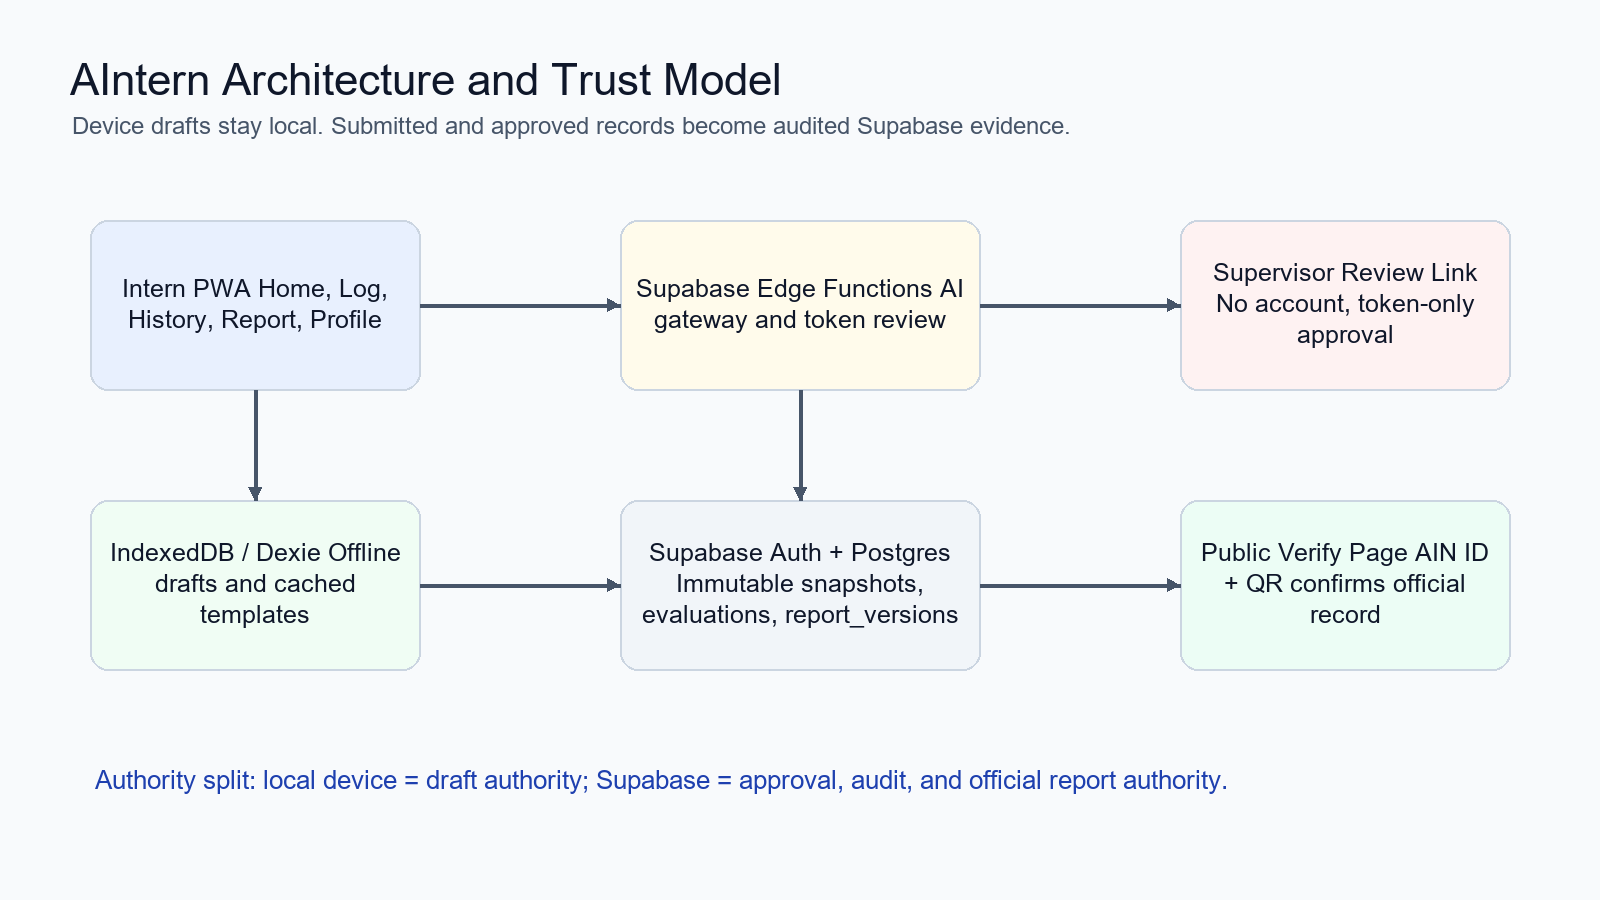 AIntern Architecture and Trust Model
Device drafts stay local. Submitted and approved records become audited Supabase evidence.
Intern PWA Home, Log,
History, Report, Profile
Supabase Edge Functions AI
gateway and token review
Supervisor Review Link
No account, token-only
approval
IndexedDB / Dexie Offline
drafts and cached
templates
Supabase Auth + Postgres
Immutable snapshots,
evaluations, report_versions
Public Verify Page AIN ID
+ QR confirms official
record
Authority split: local device = draft authority; Supabase = approval, audit, and official report authority.